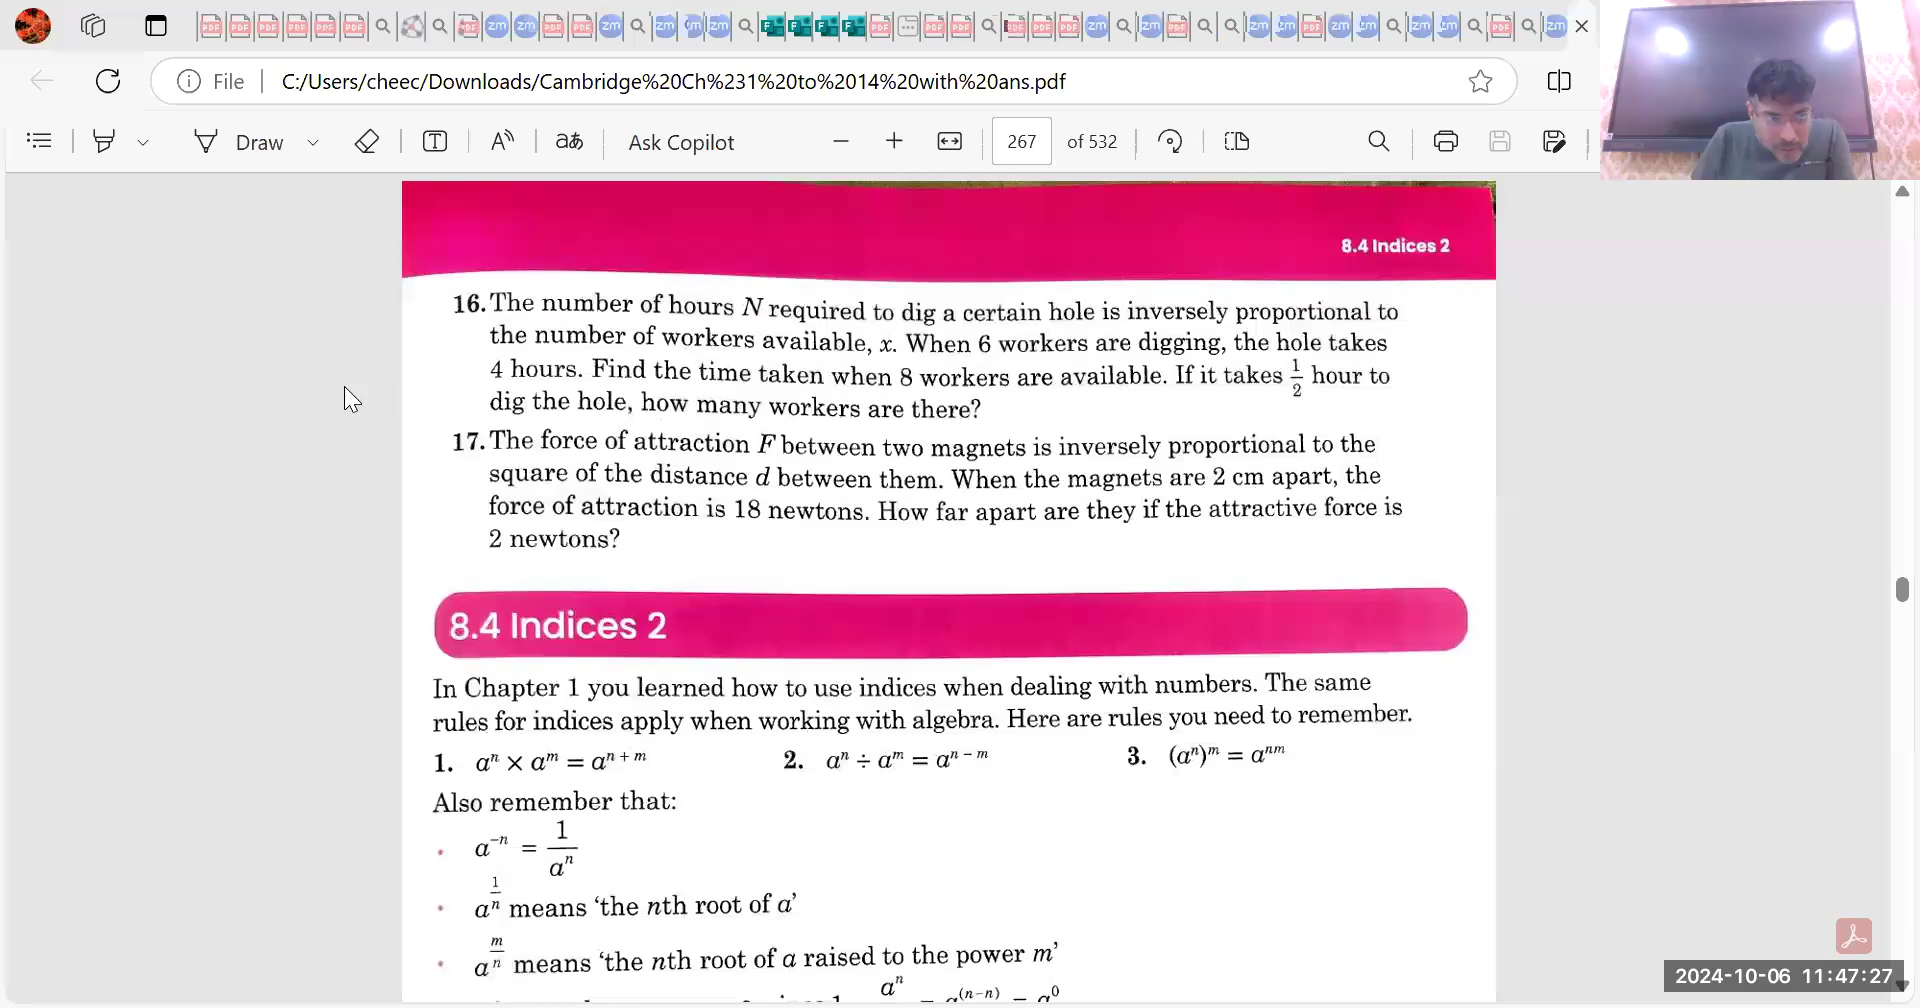 File
C:/Users/cheec/Downloads/Cambridge%20Ch%231%20to%2014%20with%20ans.pdf
Draw
Ask Copilot
267 of 532
8.4 Indices 2
16. The number of hours N required to dig a certain hole is inversely proportional to
the number of workers available, x. When 6 workers are digging, the hole takes
4 hours. Find the time taken when 8 workers are available. If it takes 1/2 hour to
dig the hole, how many workers are there?
17. The force of attraction F between two magnets is inversely proportional to the
square of the distance d between them. When the magnets are 2 cm apart, the
force of attraction is 18 newtons. How far apart are they if the attractive force is
2 newtons?
8.4 Indices 2
In Chapter 1 you learned how to use indices when dealing with numbers. The same
rules for indices apply when working with algebra. Here are rules you need to remember.
1. aⁿ × aᵐ = aⁿ⁺ᵐ 2. aⁿ ÷ aᵐ = aⁿ⁻ᵐ 3. (aⁿ)ᵐ = aⁿᵐ
Also remember that:
• a⁻ⁿ = 1/aⁿ
• a^(1/n) means ‘the nth root of a’
• a^(m/n) means ‘the nth root of a raised to the power m’
aⁿ = a⁽ⁿ⁻ⁿ⁾ = a⁰
2024-10-06 11:47:27